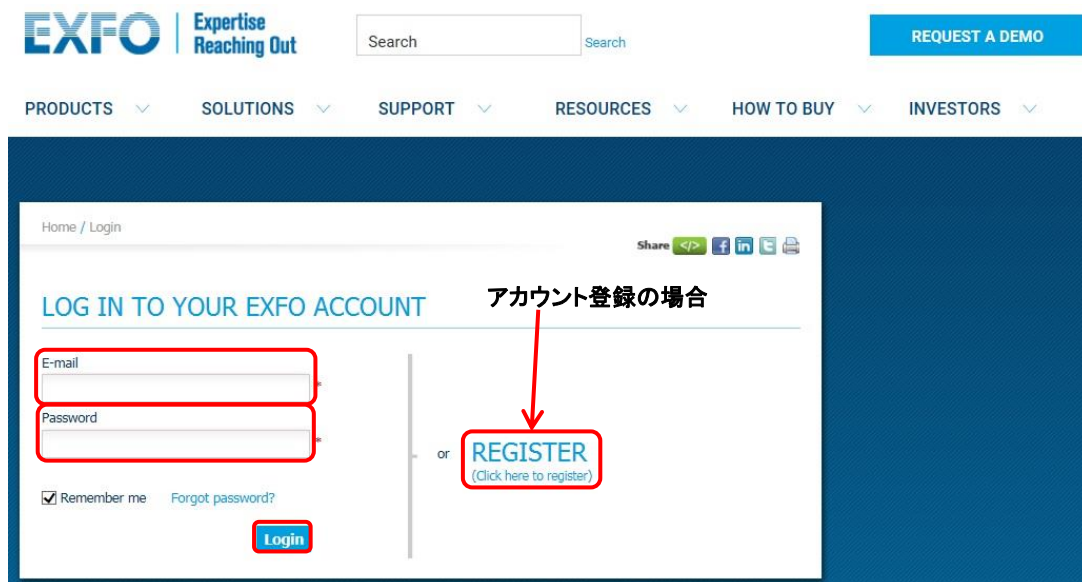 EXFO
Expertise
Reaching Out
Search
Search
REQUEST A DEMO
PRODUCTS
SOLUTIONS
SUPPORT
RESOURCES
HOW TO BUY
INVESTORS
Home / Login
Share </> f in t
LOG IN TO YOUR EXFO ACCOUNT
アカウント登録の場合
E-mail
*
Password
*
or
REGISTER
(Click here to register)
Remember me
Forgot password?
Login